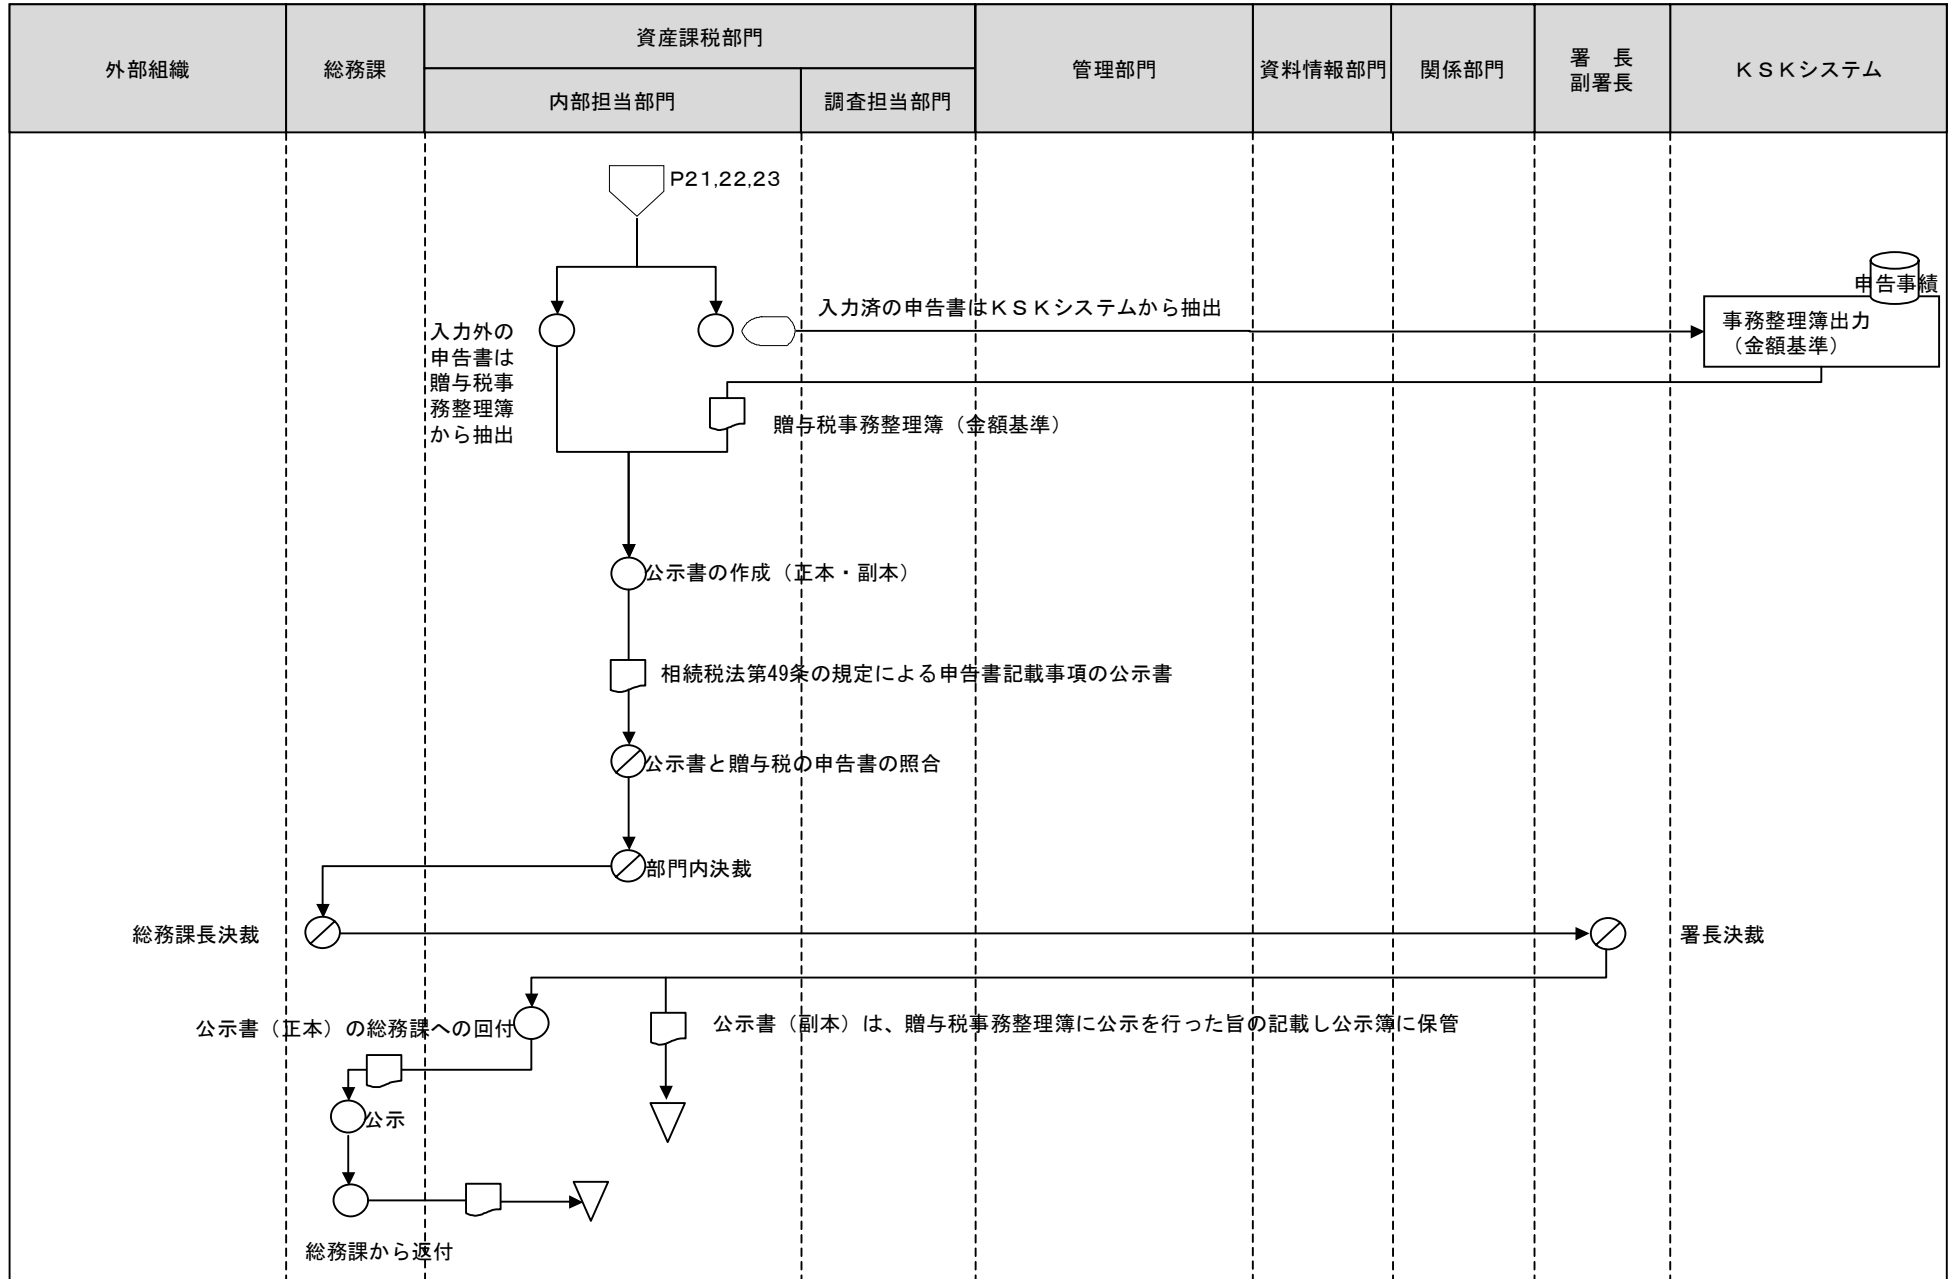 外部組織
総務課
資産課税部門
内部担当部門
調査担当部門
管理部門
資料情報部門
関係部門
署　長
副署長
ＫＳＫシステム
P21,22,23
申告事績
入力済の申告書はＫＳＫシステムから抽出
入力外の
申告書は
贈与税事
務整理簿
から抽出
事務整理簿出力
（金額基準）
贈与税事務整理簿（金額基準）
公示書の作成（正本・副本）
相続税法第49条の規定による申告書記載事項の公示書
公示書と贈与税の申告書の照合
部門内決裁
総務課長決裁
署長決裁
公示書（正本）の総務課への回付
公示書（副本）は、贈与税事務整理簿に公示を行った旨の記載し公示簿に保管
公示
総務課から返付